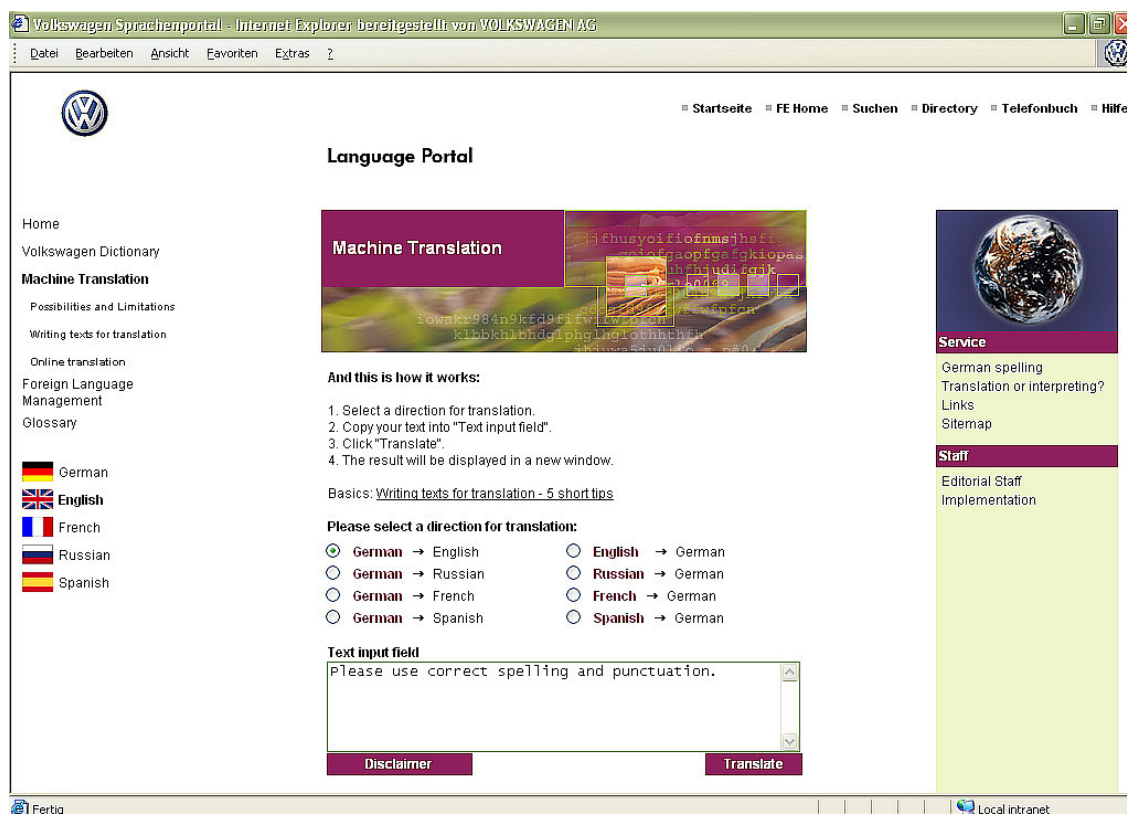 Volkswagen Sprachenportal - Internet Explorer bereitgestellt von VOLKSWAGEN AG
Datei Bearbeiten Ansicht Favoriten Extras ?
Startseite FE Home Suchen Directory Telefonbuch Hilfe
Language Portal
Home
Volkswagen Dictionary
Machine Translation
Possibilities and Limitations
Writing texts for translation
Online translation
Foreign Language
Management
Glossary
German
English
French
Russian
Spanish
Machine Translation
iowakr984n9kfd9fifwffwfpfcn
klbbkhlbhdglphglhglothhthfh
And this is how it works:
1. Select a direction for translation.
2. Copy your text into "Text input field".
3. Click "Translate".
4. The result will be displayed in a new window.
Basics: Writing texts for translation - 5 short tips
Please select a direction for translation:
German → English English → German
German → Russian Russian → German
German → French French → German
German → Spanish Spanish → German
Text input field
Please use correct spelling and punctuation.
Disclaimer Translate
Service
German spelling
Translation or interpreting?
Links
Sitemap
Staff
Editorial Staff
Implementation
Fertig Local intranet